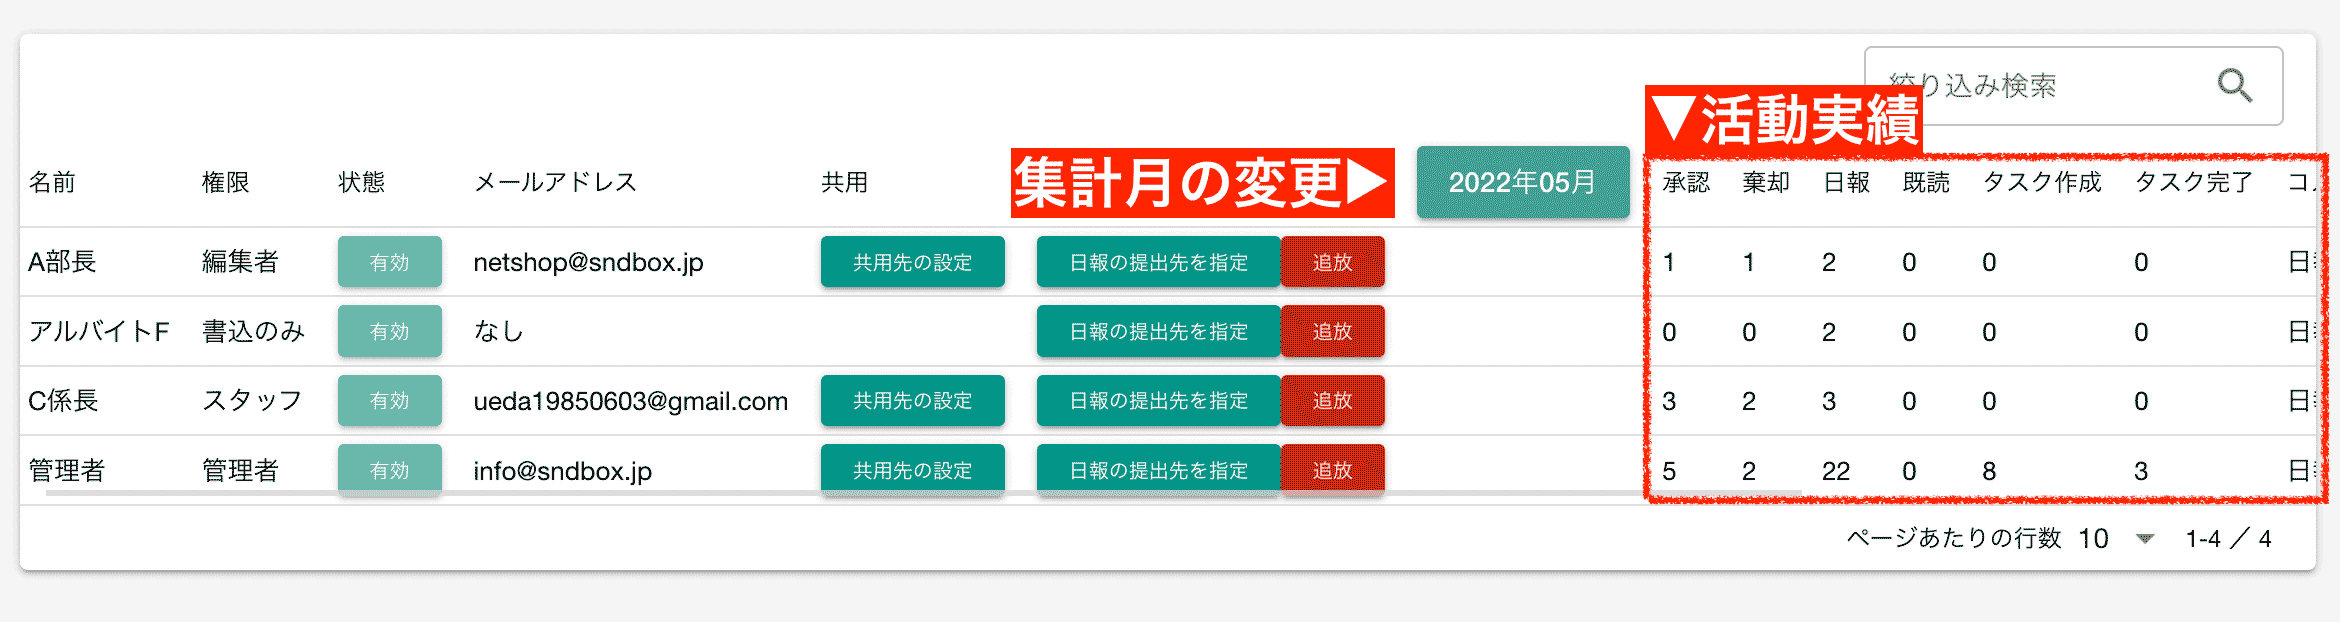 絞り込み検索
▼活動実績
集計月の変更▶
名前 権限 状態 メールアドレス 共用 2022年05月 承認 棄却 日報 既読 タスク作成 タスク完了
A部長 編集者 有効 netshop@sndbox.jp 共用先の設定 日報の提出先を指定 追放 1 1 2 0 0 0 日
アルバイトF 書込のみ 有効 なし 日報の提出先を指定 追放 0 0 2 0 0 0 日
C係長 スタッフ 有効 ueda19850603@gmail.com 共用先の設定 日報の提出先を指定 追放 3 2 3 0 0 0 日
管理者 管理者 有効 info@sndbox.jp 共用先の設定 日報の提出先を指定 追放 5 2 22 0 8 3 日
ページあたりの行数 10 1-4 / 4